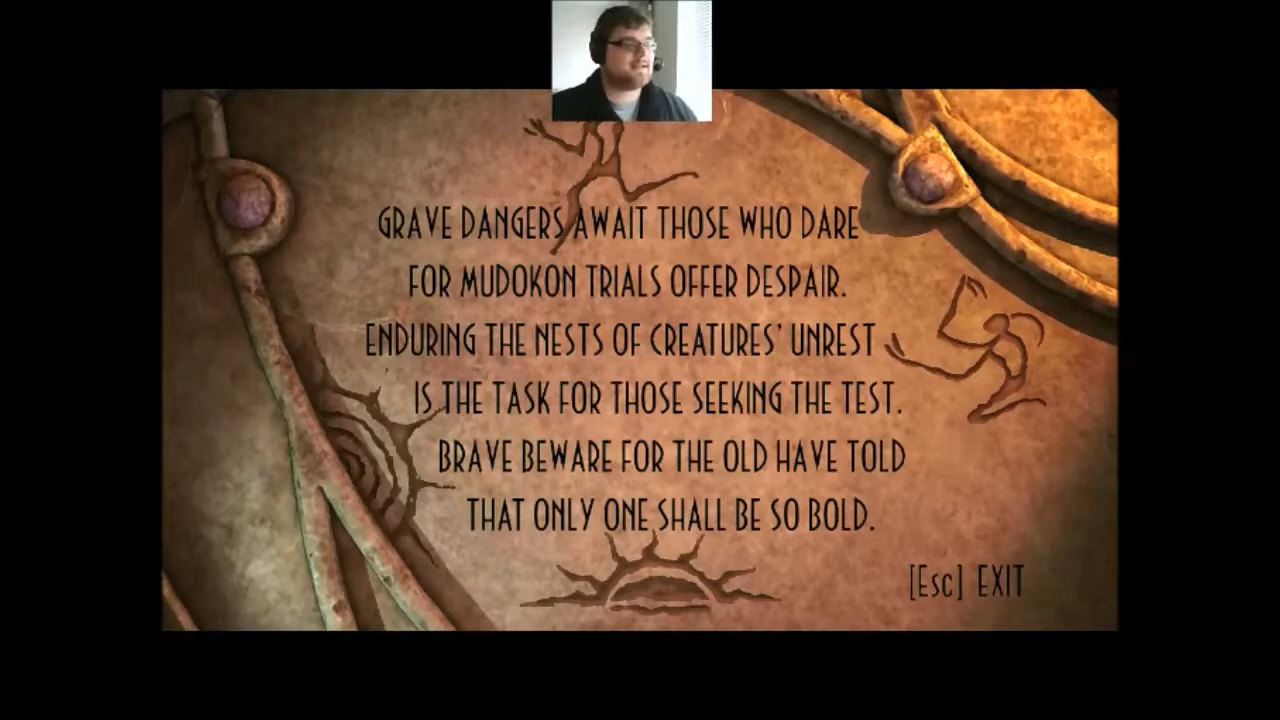 GRAVE DANGERS AWAIT THOSE WHO DARE
FOR MUDOKON TRIALS OFFER DESPAIR.
ENDURING THE NESTS OF CREATURES' UNREST
IS THE TASK FOR THOSE SEEKING THE TEST.
BRAVE BEWARE FOR THE OLD HAVE TOLD
THAT ONLY ONE SHALL BE SO BOLD.
[Esc] EXIT